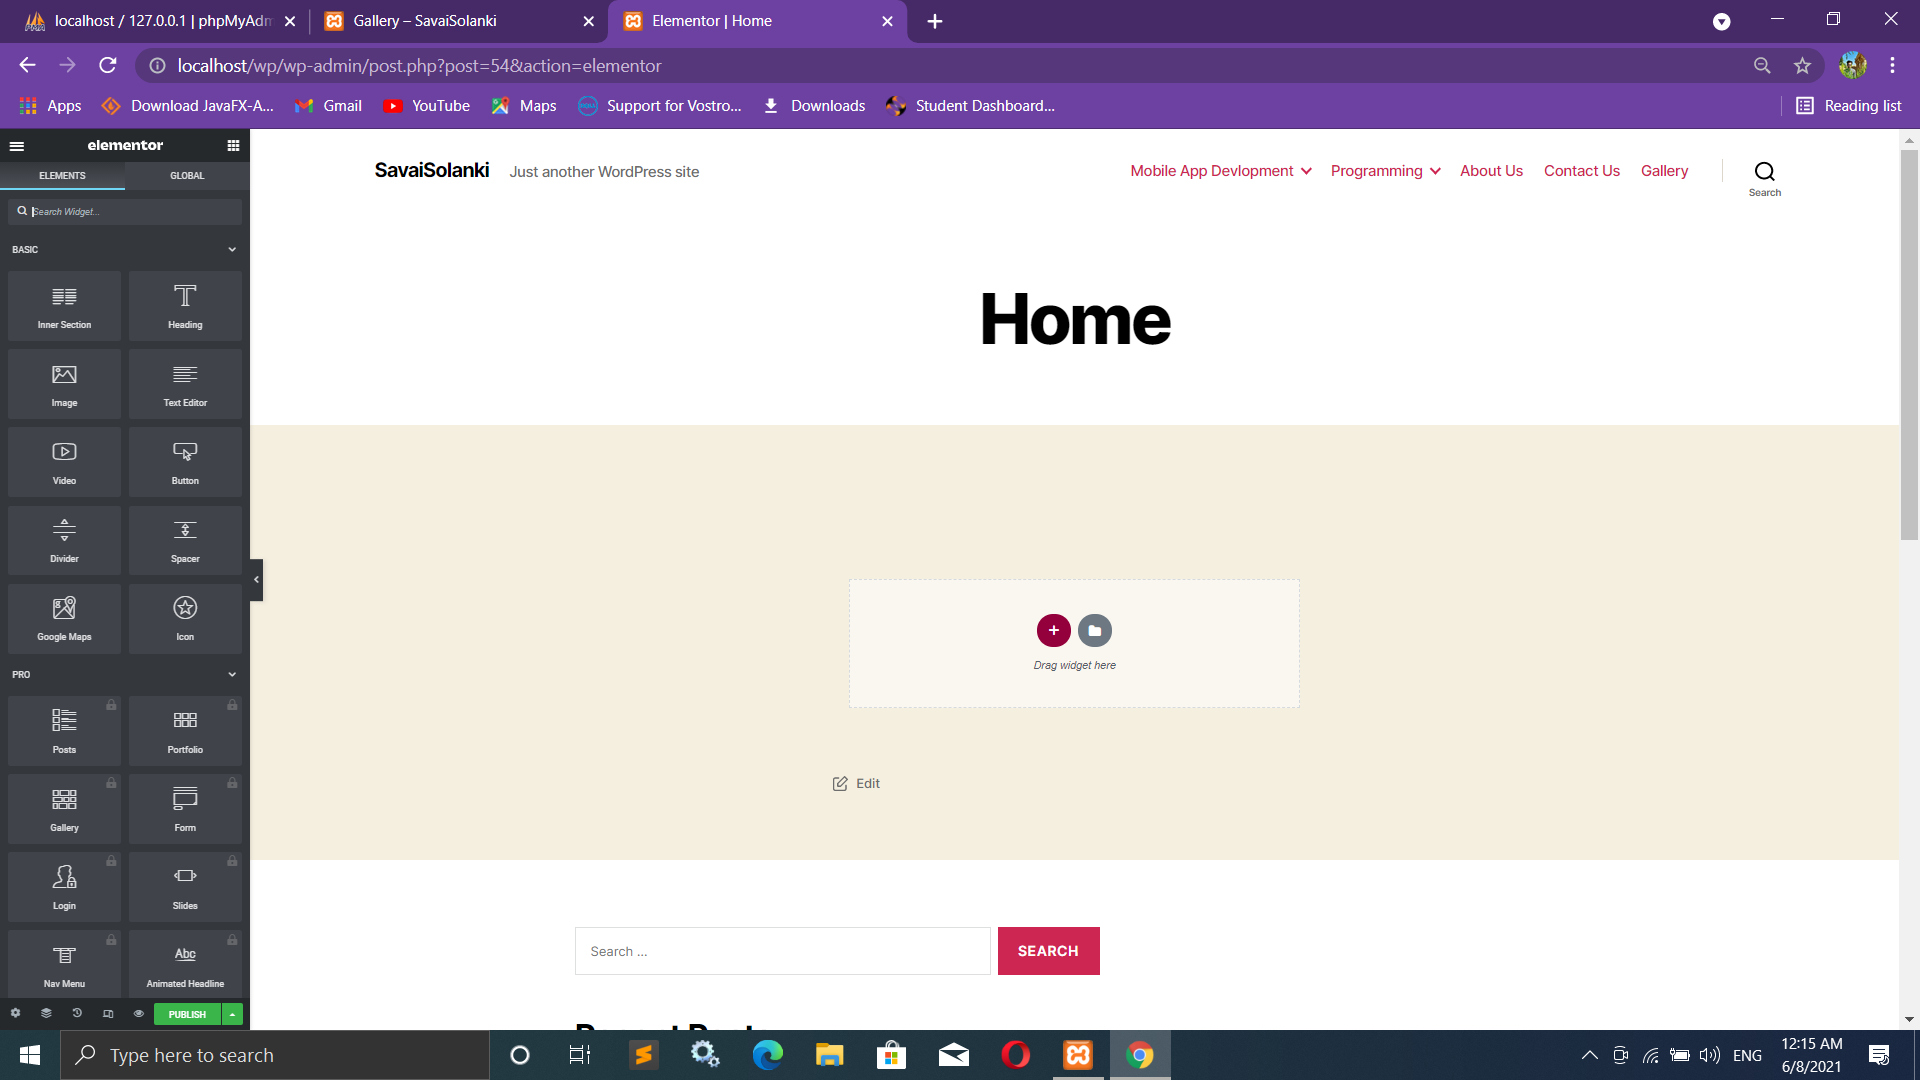 localhost / 127.0.0.1 | phpMyAdm
Gallery – SavaiSolanki
Elementor | Home
localhost/wp/wp-admin/post.php?post=54&action=elementor
Apps
Download JavaFX-A...
Gmail
YouTube
Maps
Support for Vostro...
Downloads
Student Dashboard...
Reading list
elementor
ELEMENTS
GLOBAL
Search Widget...
BASIC
Inner Section
Heading
Image
Text Editor
Video
Button
Divider
Spacer
Google Maps
Icon
PRO
Posts
Portfolio
Gallery
Form
Login
Slides
Abc
Nav Menu
Animated Headline
PUBLISH
SavaiSolanki
Just another WordPress site
Mobile App Devlopment
Programming
About Us
Contact Us
Gallery
Search
Home
Drag widget here
Edit
Search ...
SEARCH
Recent Posts
Type here to search
ENG
12:15 AM
6/8/2021